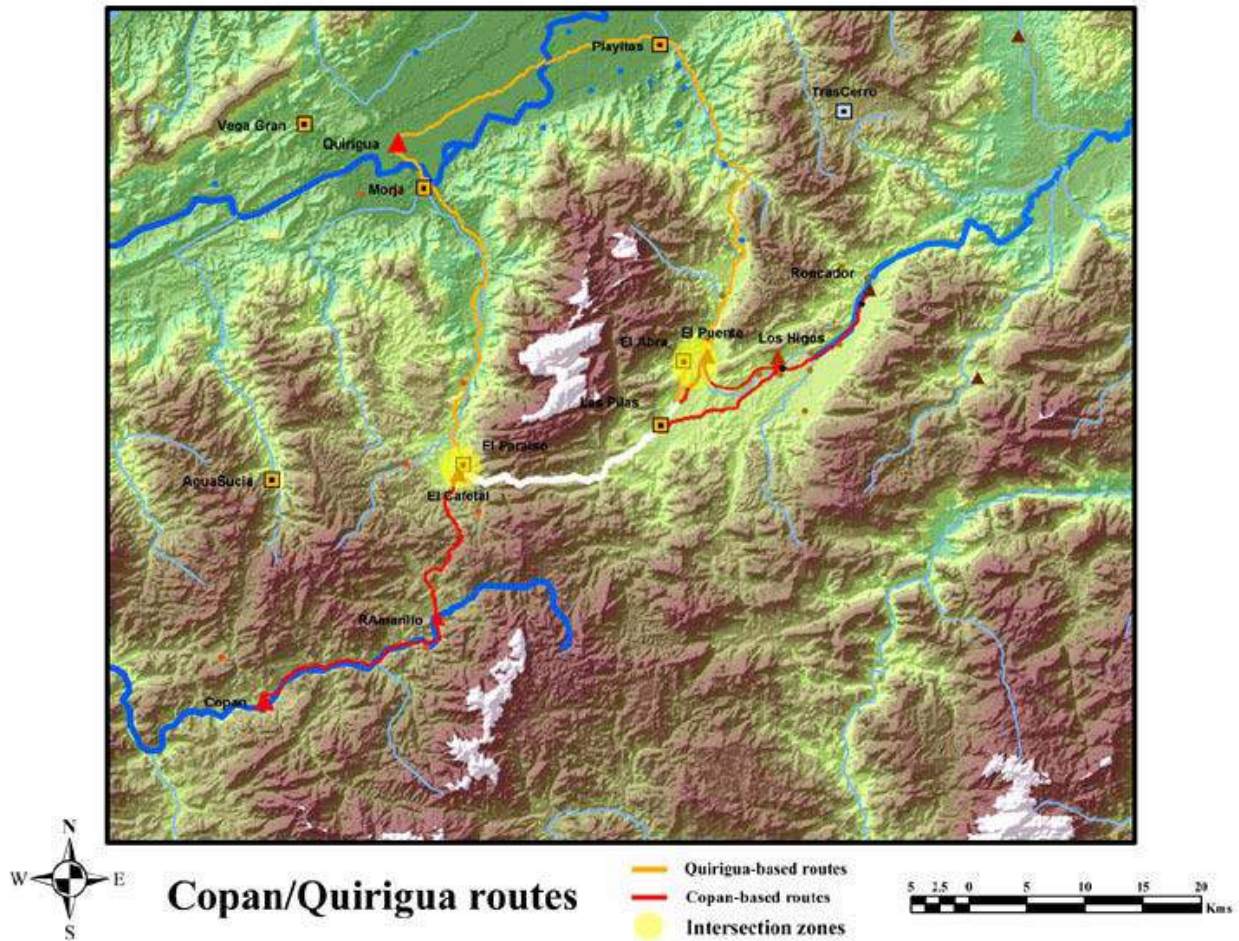 Playitas
TrasCerro
Vega Gran
Quirigua
Morja
Roncador
El Puente
El Abra
Los Higos
Las Pilas
El Paraiso
AguaSucia
El Cafetal
RAmarillo
Copan
N
W E
S
Copan/Quirigua routes
Quirigua-based routes
Copan-based routes
Intersection zones
5 2.5 0 5 10 15 20
Kms